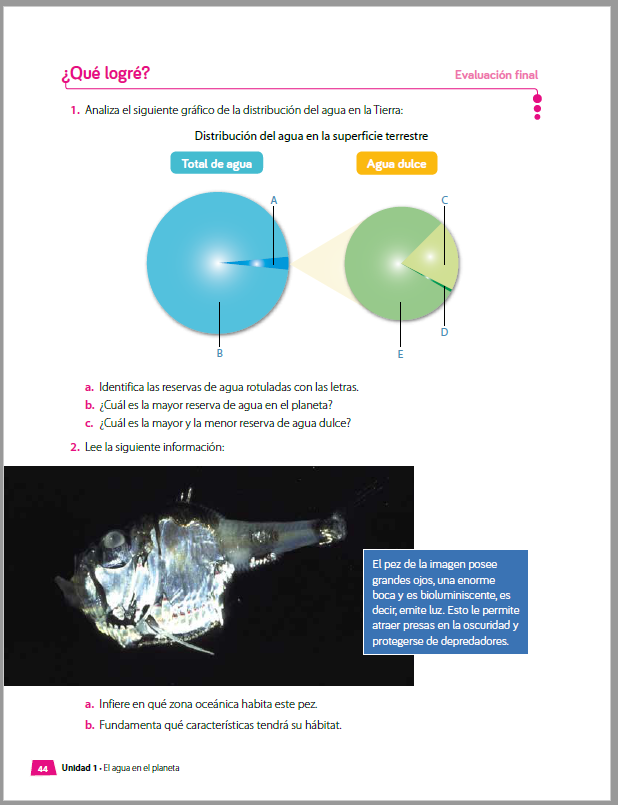 ¿Qué logré?
Evaluación final
1. Analiza el siguiente gráfico de la distribución del agua en la Tierra:
Distribución del agua en la superficie terrestre
Total de agua
Agua dulce
A
C
B
D
E
a. Identifica las reservas de agua rotuladas con las letras.
b. ¿Cuál es la mayor reserva de agua en el planeta?
c. ¿Cuál es la mayor y la menor reserva de agua dulce?
2. Lee la siguiente información:
El pez de la imagen posee
grandes ojos, una enorme
boca y es bioluminiscente, es
decir, emite luz. Esto le permite
atraer presas en la oscuridad y
protegerse de depredadores.
a. Infiere en qué zona oceánica habita este pez.
b. Fundamenta qué características tendrá su hábitat.
44 Unidad 1 • El agua en el planeta